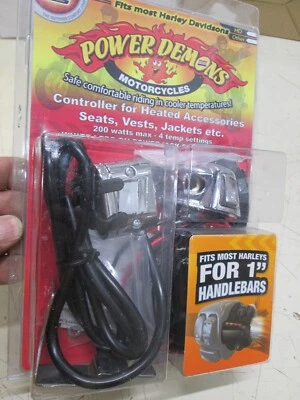 Fits most Harley Davidsons
POWER DEMONS
MOTORCYCLES
Safe comfortable riding in cooler temperatures!
Controller for Heated Accessories
Seats, Vests, Jackets etc.
200 watts max - 4 temp settings
FITS MOST HARLEYS
FOR 1”
HANDLEBARS